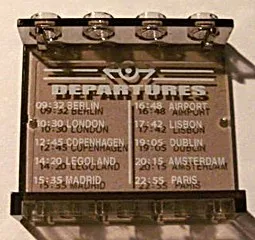 DEPARTURES
09:32 BERLIN 16:48 AIRPORT
10:30 LONDON 17:42 LISBON
12:45 COPENHAGEN 19:05 DUBLIN
14:20 LEGOLAND 20:15 AMSTERDAM
15:35 MADRID 22:55 PARIS